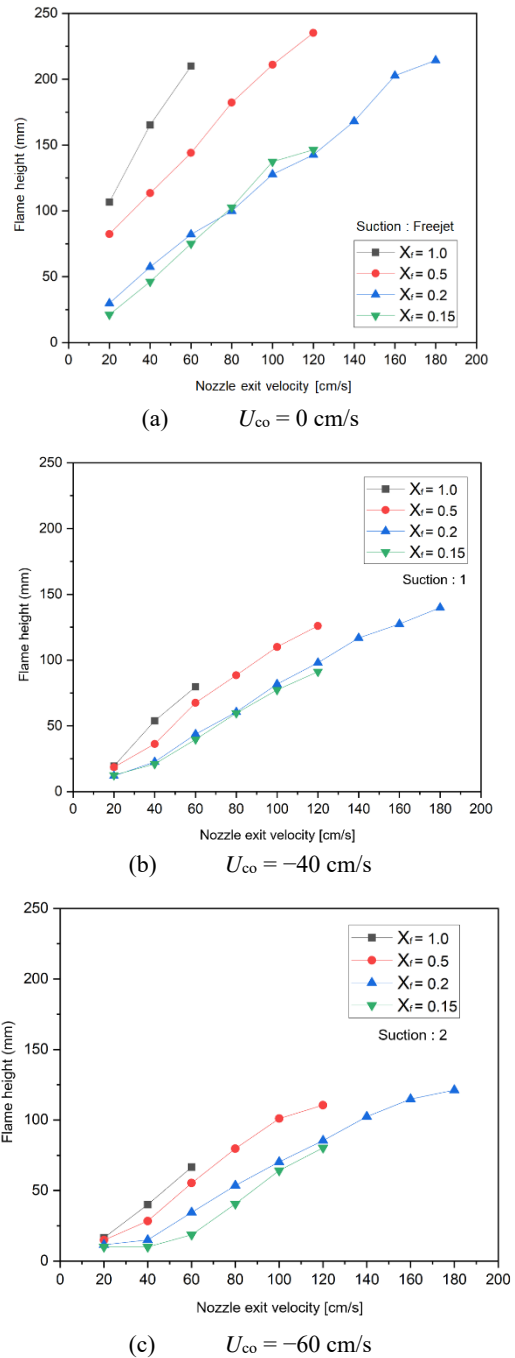 250
200
150
100
50
0
Flame height (mm)
Suction : Freejet
Xf = 1.0
Xf = 0.5
Xf = 0.2
Xf = 0.15
0 20 40 60 80 100 120 140 160 180 200
Nozzle exit velocity [cm/s]
(a) Uco = 0 cm/s
250
200
150
100
50
0
Flame height (mm)
Xf = 1.0
Xf = 0.5
Xf = 0.2
Xf = 0.15
Suction : 1
0 20 40 60 80 100 120 140 160 180 200
Nozzle exit velocity [cm/s]
(b) Uco = −40 cm/s
250
200
150
100
50
0
Flame height (mm)
Xf = 1.0
Xf = 0.5
Xf = 0.2
Xf = 0.15
Suction : 2
0 20 40 60 80 100 120 140 160 180 200
Nozzle exit velocity [cm/s]
(c) Uco = −60 cm/s